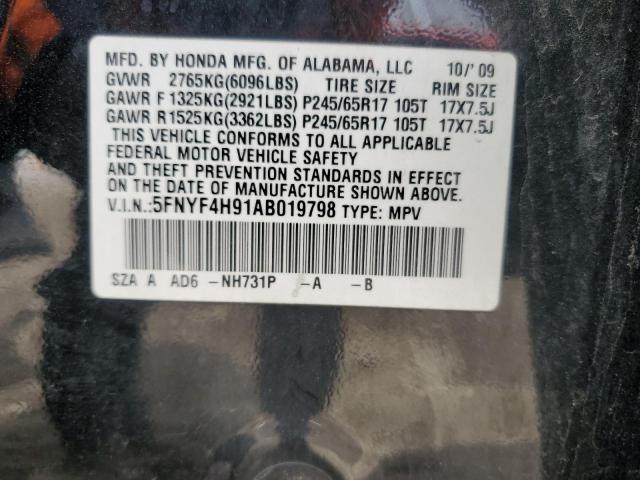 MFD. BY HONDA MFG. OF ALABAMA, LLC 10/'09
GVWR 2765KG(6096LBS) TIRE SIZE RIM SIZE
GAWR F 1325KG(2921LBS) P245/65R17 105T 17X7.5J
GAWR R 1525KG(3362LBS) P245/65R17 105T 17X7.5J
THIS VEHICLE CONFORMS TO ALL APPLICABLE
FEDERAL MOTOR VEHICLE SAFETY
AND THEFT PREVENTION STANDARDS IN EFFECT
ON THE DATE OF MANUFACTURE SHOWN ABOVE.
V.I.N.:5FNYF4H91AB019798 TYPE: MPV
SZA A AD6 -NH731P -A -B